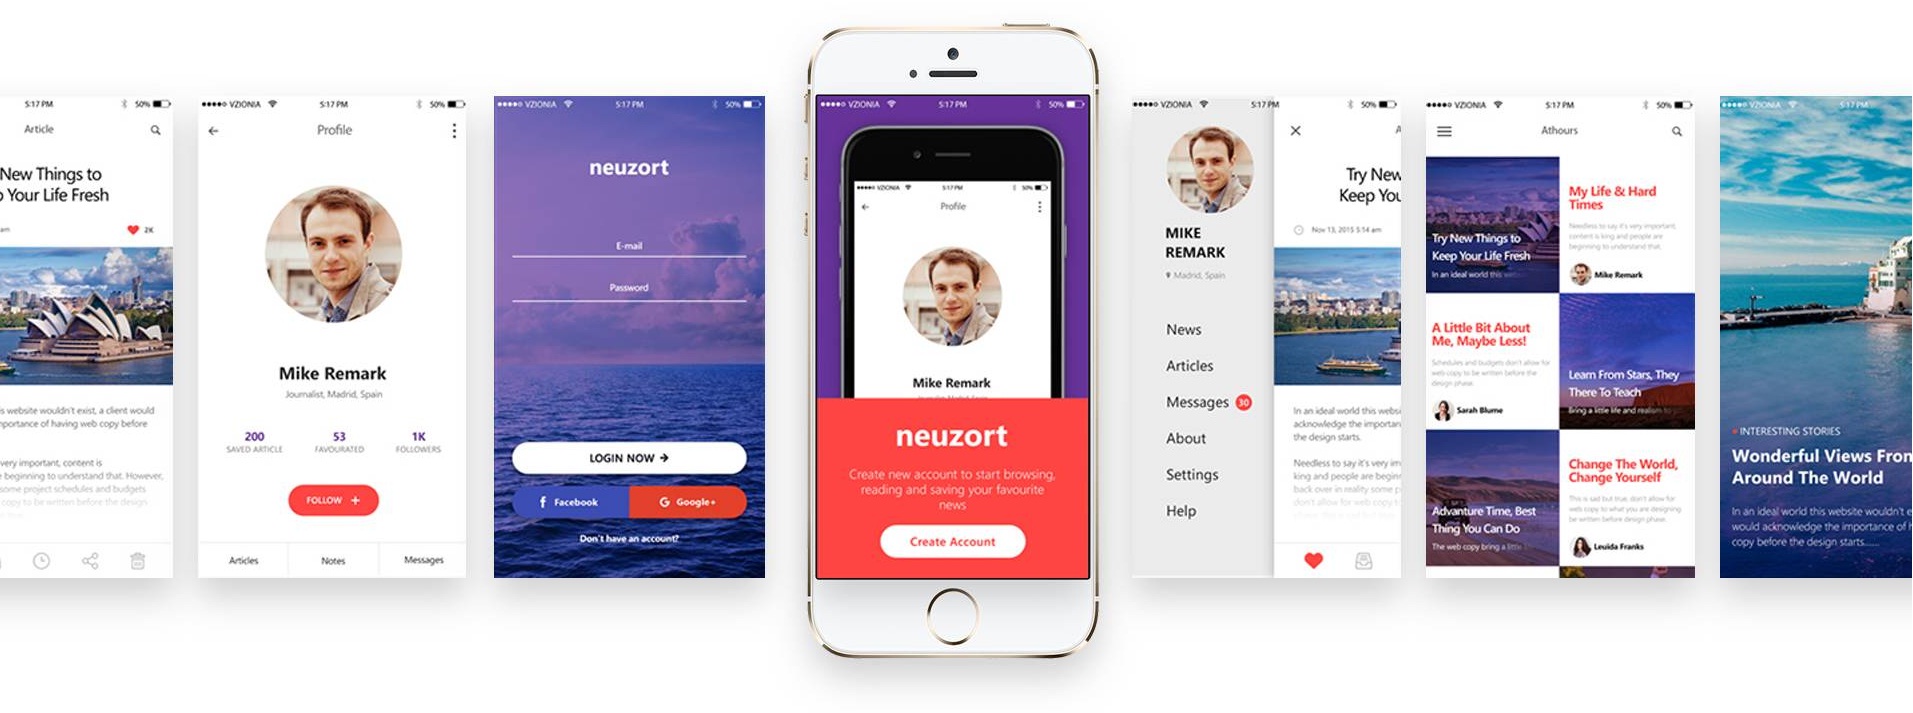 5:17 PM
50%
Article
New Things to
o Your Life Fresh
am
2K
s website wouldn't exist, a client would
nportance of having web copy before
very important, content is
beginning to understand that. However,
some project schedules and budgets
copy to be written before the design
VZIONIA
5:17 PM
50%
Profile
Mike Remark
Journalist, Madrid, Spain
200
53
1K
SAVED ARTICLE
FAVOURATED
FOLLOWERS
FOLLOW +
Articles
Notes
Messages
VZIONIA
5:17 PM
50%
neuzort
E-mail
Password
LOGIN NOW →
f Facebook
G Google+
Don't have an account?
VZIONIA
5:17 PM
50%
VZIONIA
5:17 PM
50%
Profile
Mike Remark
Journalist, Madrid, Spain
neuzort
Create new account to start browsing,
reading and saving your favourite
news
Create Account
VZIONIA
5:17 PM
50%
MIKE
REMARK
Madrid, Spain
News
Articles
Messages 30
About
Settings
Help
A
Try New
Keep You
Nov 13, 2015 5:14 am
In an ideal world this websi
acknowledge the importan
the design starts.
Needless to say it's very im
king and people are beginn
back over in reality some p
don't allow for web copy t
VZIONIA
5:17 PM
50%
Athours
Try New Things to
Keep Your Life Fresh
In an ideal world this
My Life & Hard
Times
Needless to say it's very important,
content is king and people are
beginning to understand that.
Mike Remark
A Little Bit About
Me, Maybe Less!
Schedules and budgets don't allow for
web copy to be written before the
design phase.
Sarah Blume
Learn From Stars, They
There To Teach
Bring a little life and realism to
Advanture Time, Best
Thing You Can Do
The web copy bring a little
Change The World,
Change Yourself
This is sad but true, don't allow for
web copy to what you are designing
be written before design phase.
Leuida Franks
VZIONIA
5:17 PM
INTERESTING STORIES
Wonderful Views Fron
Around The World
In an ideal world this website wouldn't e
would acknowledge the importance of h
copy before the design starts......